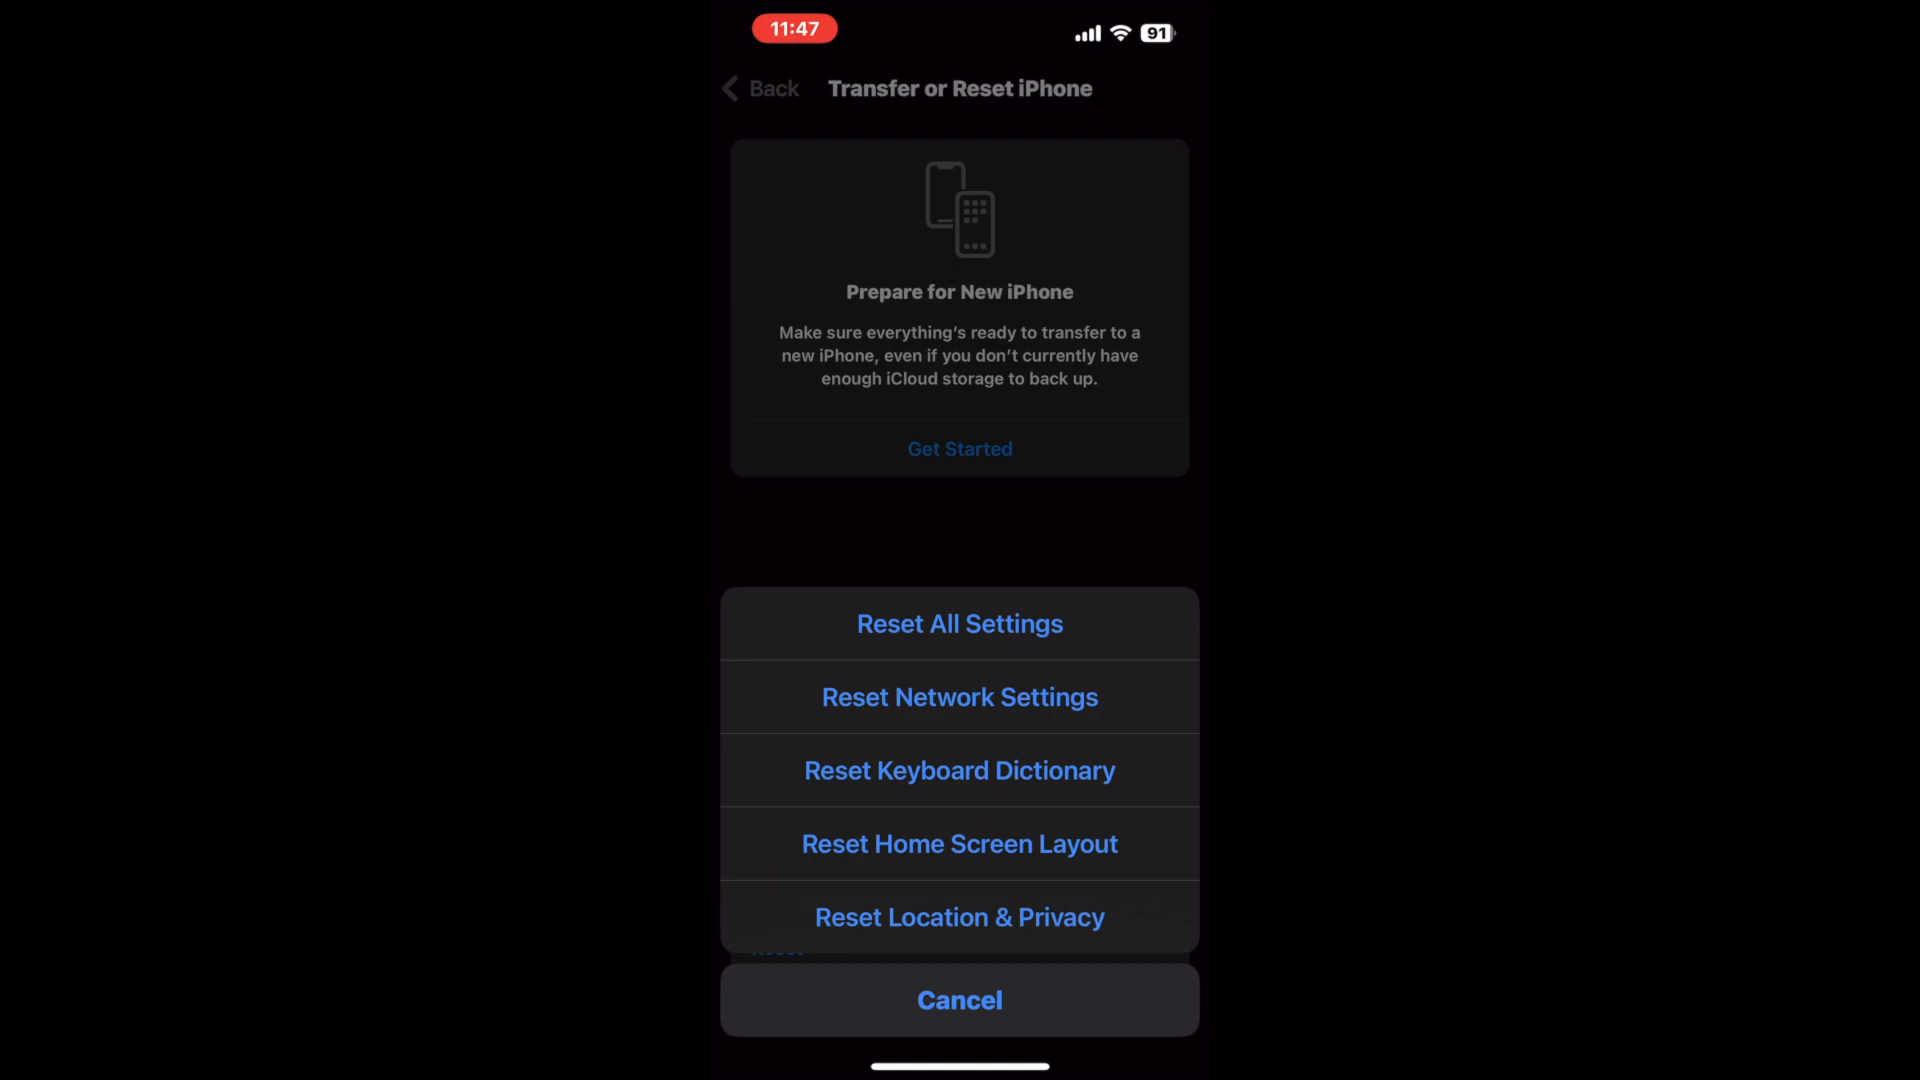 11:47
91
Back
Transfer or Reset iPhone
Prepare for New iPhone
Make sure everything's ready to transfer to a
new iPhone, even if you don't currently have
enough iCloud storage to back up.
Get Started
Reset All Settings
Reset Network Settings
Reset Keyboard Dictionary
Reset Home Screen Layout
Reset Location & Privacy
Cancel